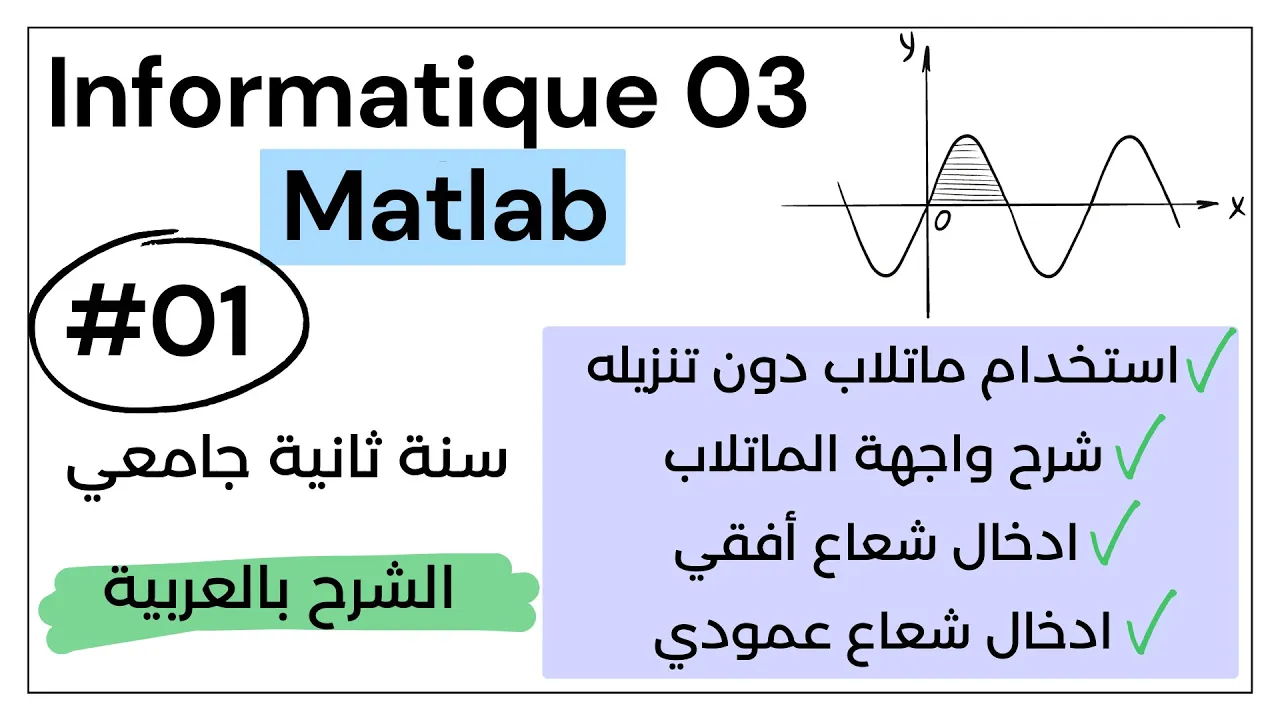 Informatique 03
Matlab
#01
سنة ثانية جامعي
الشرح بالعربية
y
x
0
استخدام ماتلاب دون تنزيله
شرح واجهة الماتلاب
ادخال شعاع أفقي
ادخال شعاع عمودي